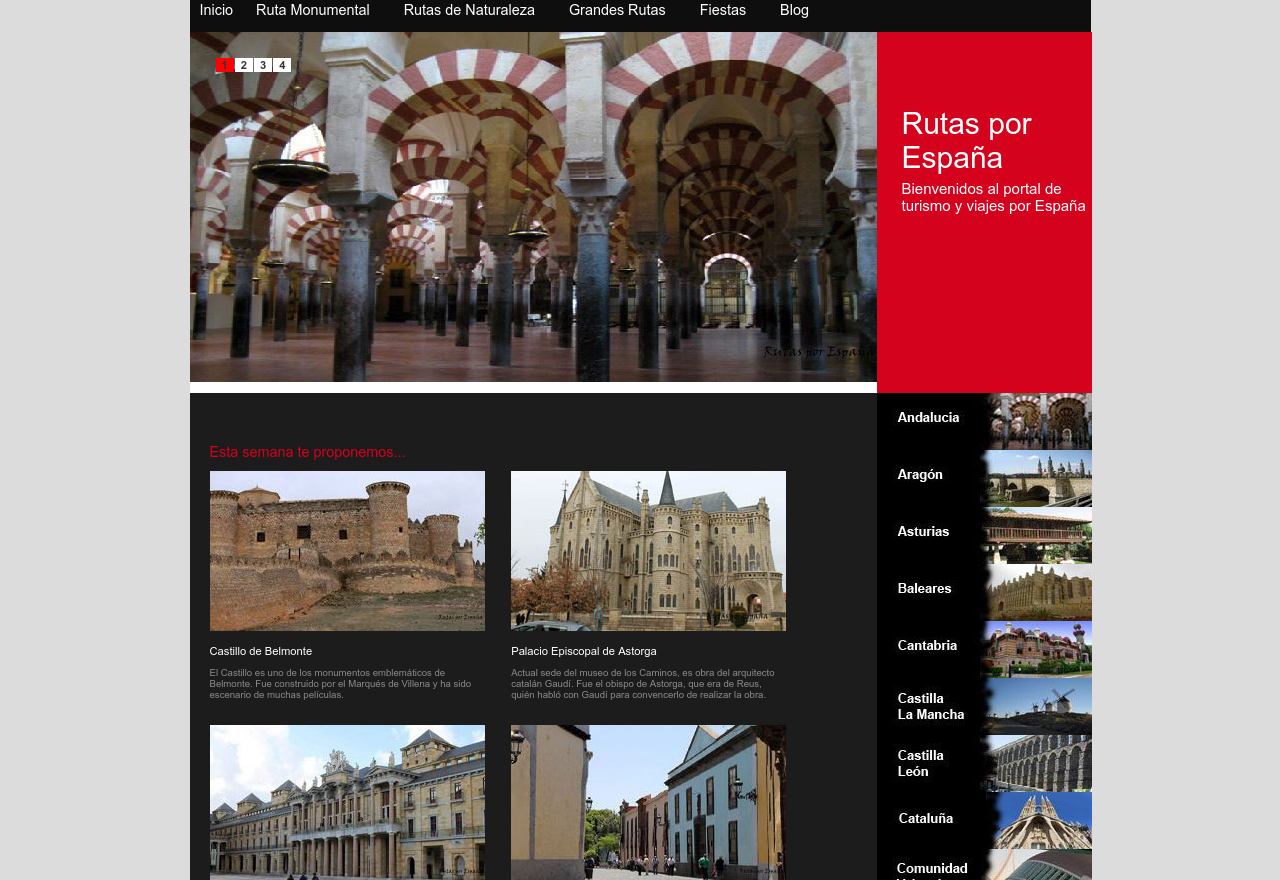 Inicio
Ruta Monumental
Rutas de Naturaleza
Grandes Rutas
Fiestas
Blog
1 2 3 4
Rutas por España
Rutas por
España
Bienvenidos al portal de
turismo y viajes por España
Esta semana te proponemos...
Castillo de Belmonte
El Castillo es uno de los monumentos emblemáticos de
Belmonte. Fue construido por el Marqués de Villena y ha sido
escenario de muchas películas.
Palacio Episcopal de Astorga
Actual sede del museo de los Caminos, es obra del arquitecto
catalán Gaudí. Fue el obispo de Astorga, que era de Reus,
quién habló con Gaudí para convencerlo de realizar la obra.
Andalucia
Aragón
Asturias
Baleares
Cantabria
Castilla
La Mancha
Castilla
León
Cataluña
Comunidad